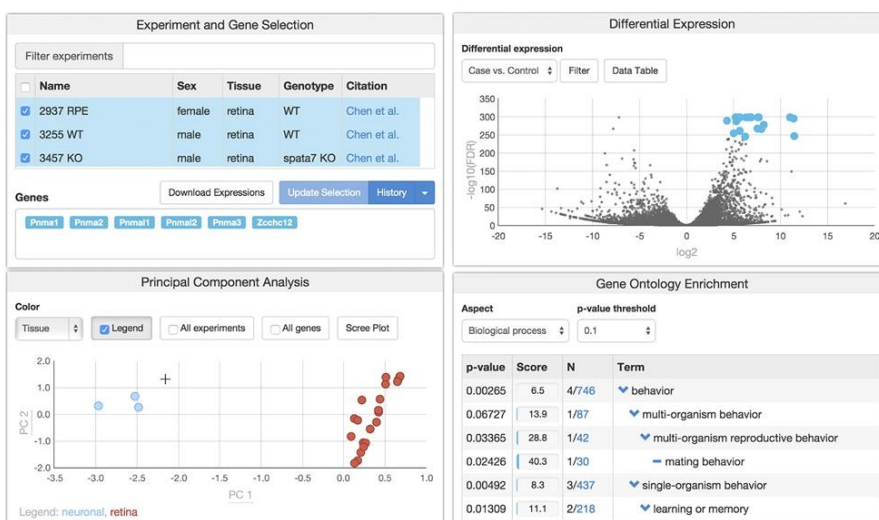 Experiment and Gene Selection
Filter experiments
Name Sex Tissue Genotype Citation
2937 RPE female retina WT Chen et al.
3255 WT male retina WT Chen et al.
3457 KO male retina spata7 KO Chen et al.
Genes Download Expressions Update Selection History
Pnma1 Pnma2 Pnmal1 Pnmal2 Pnma3 Zcchc12
Differential Expression
Differential expression
Case vs. Control Filter Data Table
350
300
250
200
150
100
50
0
-log10(FDR)
-20 -15 -10 -5 0 5 10 15 20
log2
Principal Component Analysis
Color
Tissue Legend All experiments All genes Scree Plot
2.0
1.0
0.0
-1.0
-2.0
PC 2
-3.5 -3.0 -2.5 -2.0 -1.5 -1.0 -0.5 0.0 0.5 1.0
PC 1
Legend: neuronal, retina
Gene Ontology Enrichment
Aspect p-value threshold
Biological process 0.1
p-value Score N Term
0.00265 6.5 4/746 behavior
0.06727 13.9 1/87 multi-organism behavior
0.03365 28.8 1/42 multi-organism reproductive behavior
0.02426 40.3 1/30 mating behavior
0.00492 8.3 3/437 single-organism behavior
0.01309 11.1 2/218 learning or memory